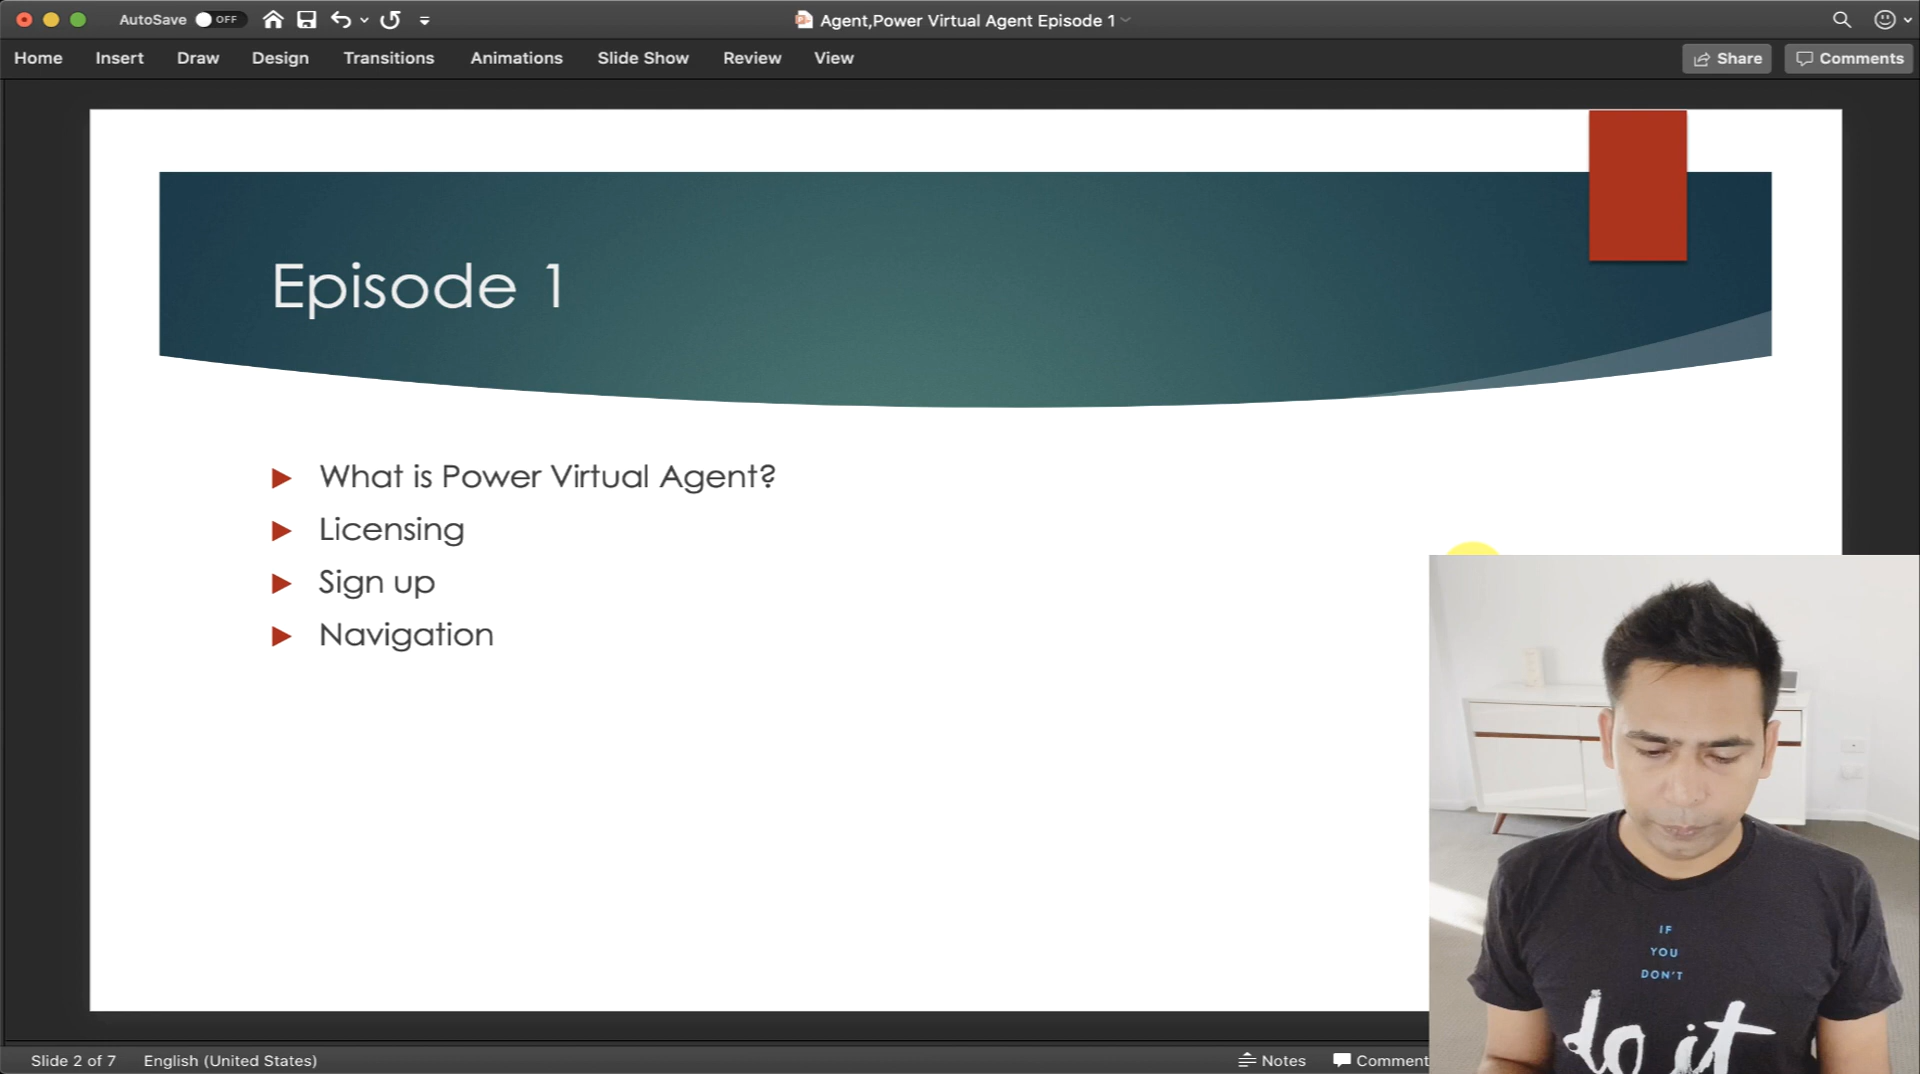 AutoSave OFF
Agent,Power Virtual Agent Episode 1
Home Insert Draw Design Transitions Animations Slide Show Review View
Share Comments
Episode 1
What is Power Virtual Agent?
Licensing
Sign up
Navigation
IF
YOU
DON'T
do it
Slide 2 of 7 English (United States)
Notes Comment